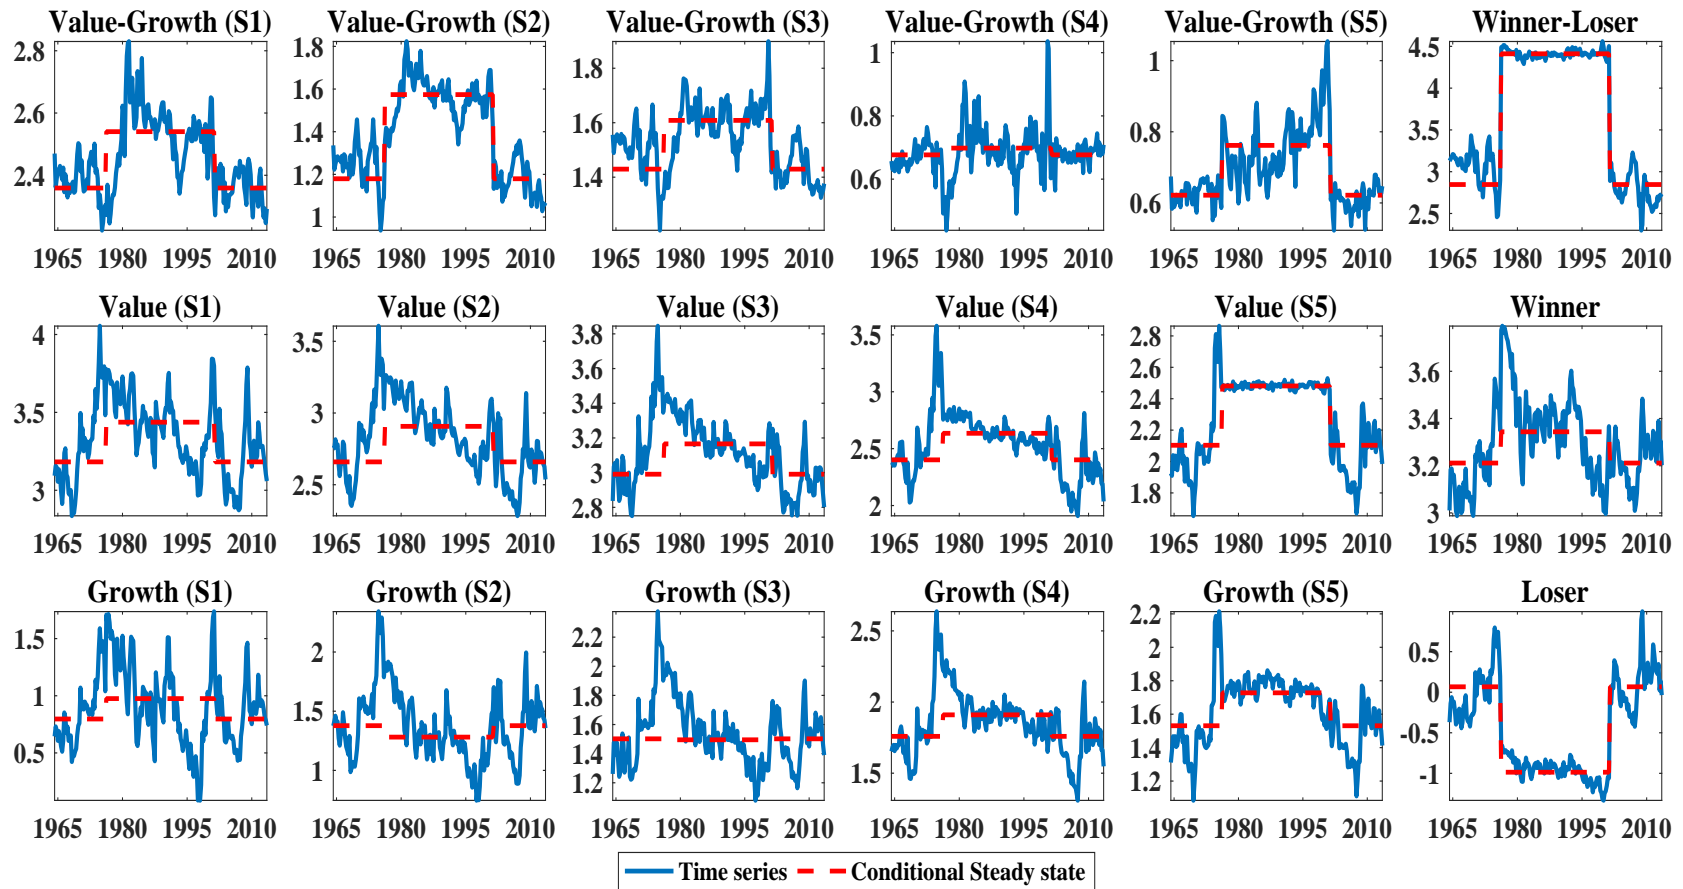 Value-Growth (S1) Value-Growth (S2) Value-Growth (S3) Value-Growth (S4) Value-Growth (S5) Winner-Loser
2.8 2.6 2.4
1.8 1.6 1.4 1.2 1
1.8 1.6 1.4
1 0.8 0.6
1 0.8 0.6
4.5 4 3.5 3 2.5
1965 1980 1995 2010 1965 1980 1995 2010 1965 1980 1995 2010 1965 1980 1995 2010 1965 1980 1995 2010 1965 1980 1995 2010
Value (S1) Value (S2) Value (S3) Value (S4) Value (S5) Winner
4 3.5 3
3.5 3 2.5
3.8 3.6 3.4 3.2 3 2.8
3.5 3 2.5 2
2.8 2.6 2.4 2.2 2 1.8
3.6 3.4 3.2 3
1965 1980 1995 2010 1965 1980 1995 2010 1965 1980 1995 2010 1965 1980 1995 2010 1965 1980 1995 2010 1965 1980 1995 2010
Growth (S1) Growth (S2) Growth (S3) Growth (S4) Growth (S5) Loser
1.5 1 0.5
2 1.5 1
2.2 2 1.8 1.6 1.4 1.2
2.5 2 1.5
2.2 2 1.8 1.6 1.4 1.2
0.5 0 -0.5 -1
1965 1980 1995 2010 1965 1980 1995 2010 1965 1980 1995 2010 1965 1980 1995 2010 1965 1980 1995 2010 1965 1980 1995 2010
Time series Conditional Steady state